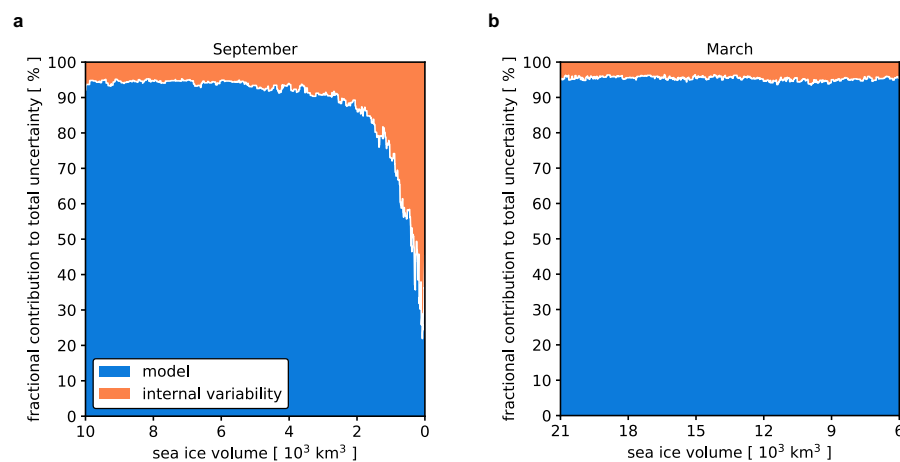 a
September
fractional contribution to total uncertainty [ % ]
100
90
80
70
60
50
40
30
20
10
0
model
internal variability
10 8 6 4 2 0
sea ice volume [ 10³ km³ ]
b
March
fractional contribution to total uncertainty [ % ]
100
90
80
70
60
50
40
30
20
10
0
21 18 15 12 9 6
sea ice volume [ 10³ km³ ]